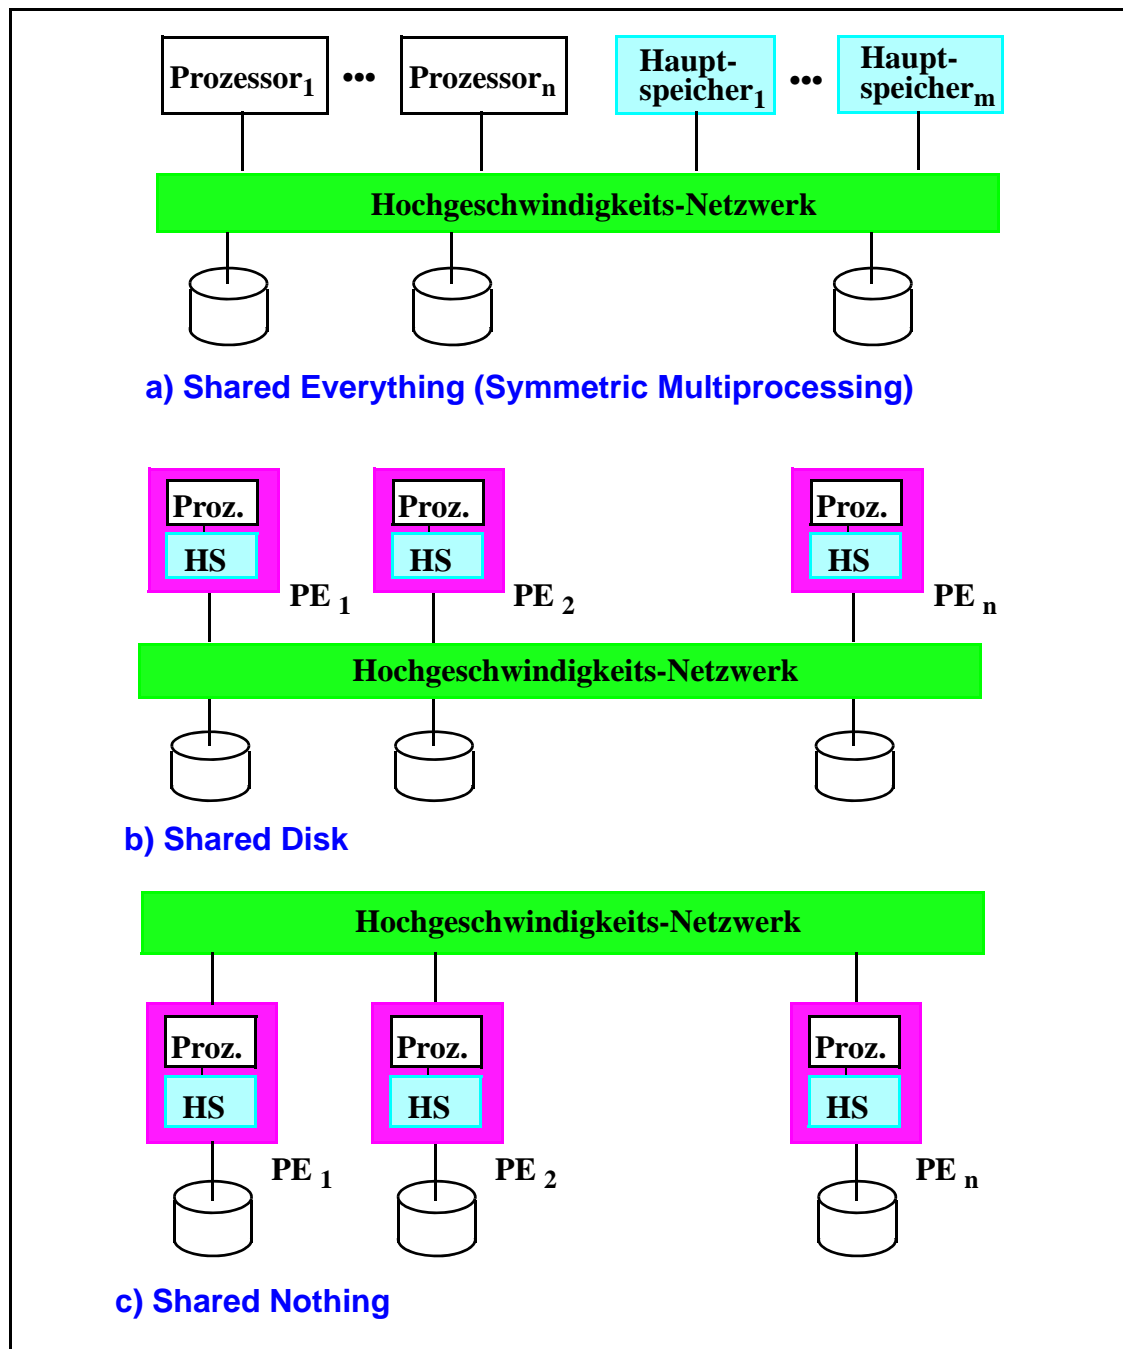 Prozessor1 ••• Prozessorn Haupt-speicher1 ••• Haupt-speicherm
Hochgeschwindigkeits-Netzwerk
a) Shared Everything (Symmetric Multiprocessing)
Proz. Proz. Proz.
HS HS HS
PE 1 PE 2 PE n
Hochgeschwindigkeits-Netzwerk
b) Shared Disk
Hochgeschwindigkeits-Netzwerk
Proz. Proz. Proz.
HS HS HS
PE 1 PE 2 PE n
c) Shared Nothing